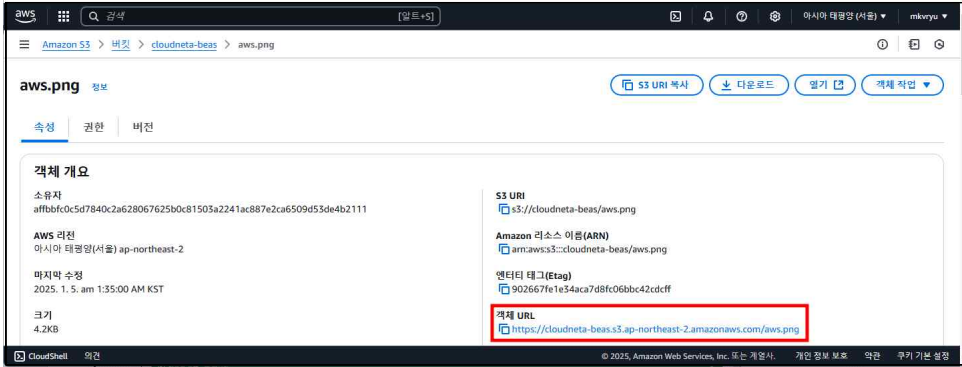 aws
검색 [알트+S]
아시아 태평양 (서울) ▼ mkvryu ▼
Amazon S3 > 버킷 > cloudneta-beas > aws.png
aws.png 정보
S3 URI 복사 다운로드 열기 객체 작업 ▼
속성 권한 버전
객체 개요
소유자
affbbfc0c5d7840c2a628067625b0c81503a2241ac887e2ca6509d53de4b2111
AWS 리전
아시아 태평양(서울) ap-northeast-2
마지막 수정
2025. 1. 5. am 1:35:00 AM KST
크기
4.2KB
S3 URI
s3://cloudneta-beas/aws.png
Amazon 리소스 이름(ARN)
arn:aws:s3:::cloudneta-beas/aws.png
엔터티 태그(Etag)
902667fe1e34aca7d8fc06bbc42cdcff
객체 URL
https://cloudneta-beas.s3.ap-northeast-2.amazonaws.com/aws.png
CloudShell 의견 © 2025, Amazon Web Services, Inc. 또는 계열사. 개인 정보 보호 약관 쿠키 기본 설정